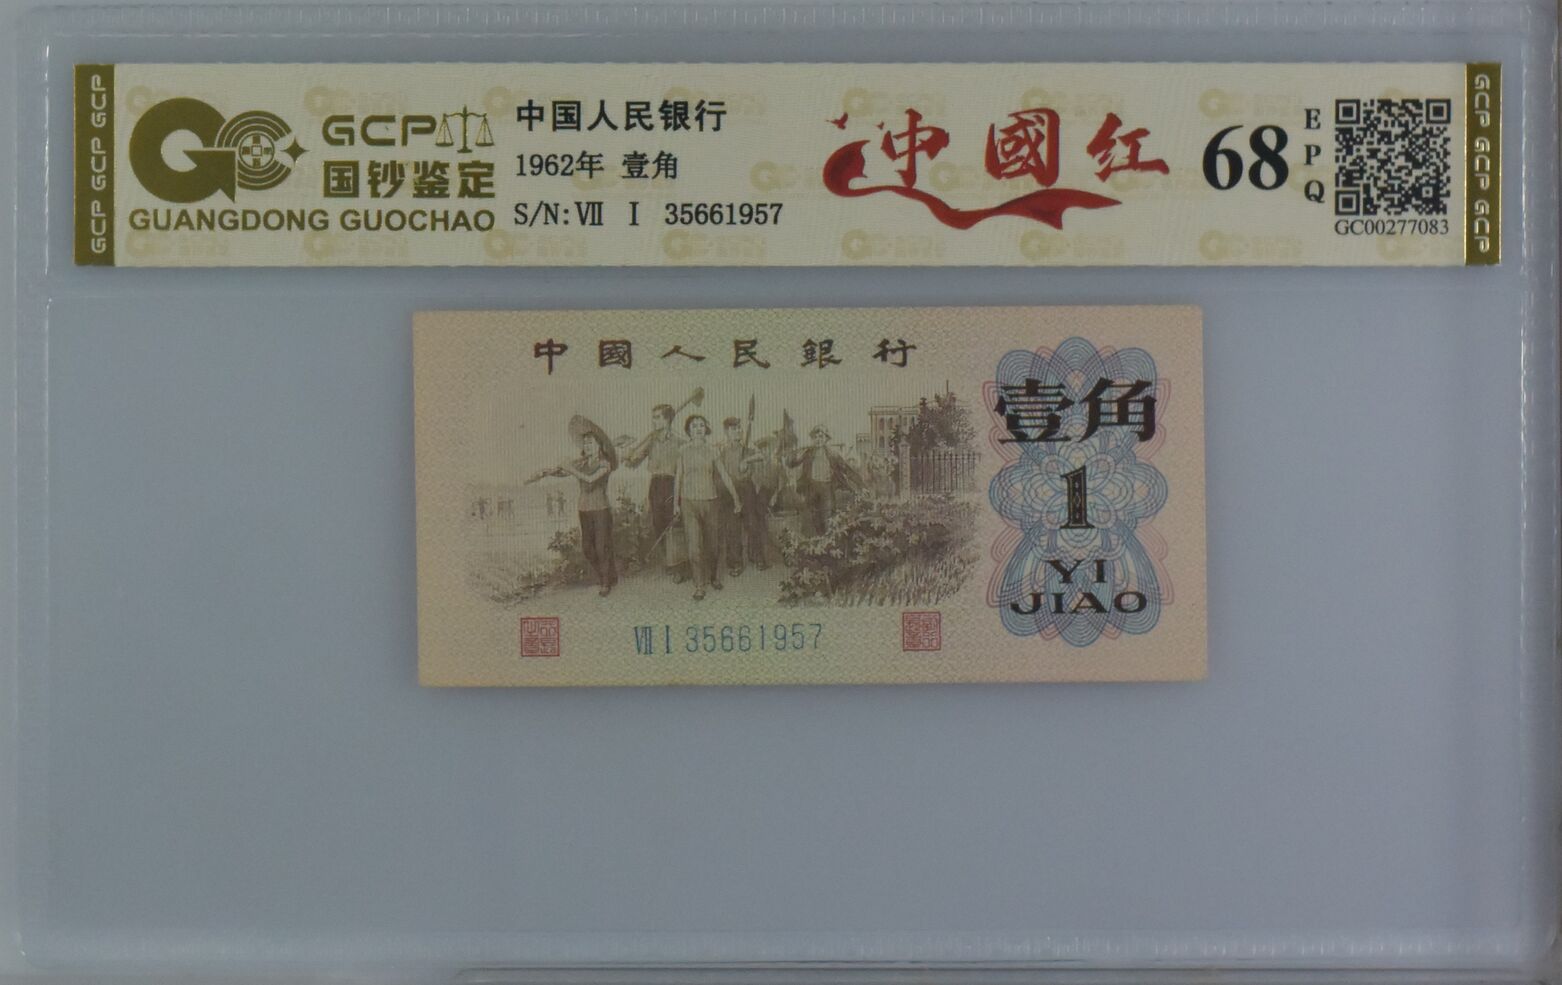 GCP GCP GCP
GCP
国钞鉴定
GUANGDONG GUOCHAO
中国人民银行
1962年 壹角
S/N: Ⅶ Ⅰ 35661957
中國红
68
EPQ
GC00277083
GCP GCP GCP
中國人民銀行
壹角
1
YI
JIAO
Ⅶ Ⅰ 35661957